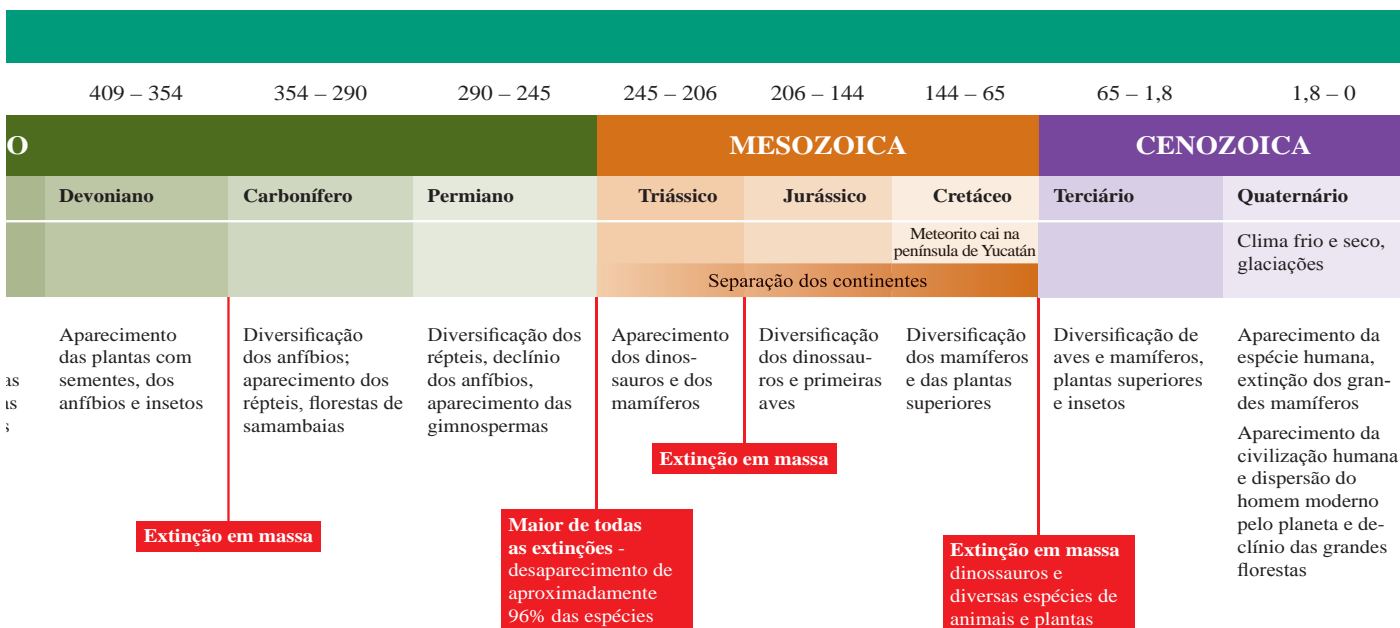 409 – 354
354 – 290
290 – 245
245 – 206
206 – 144
144 – 65
65 – 1,8
1,8 – 0
O
MESOZOICA
CENOZOICA
Devoniano
Carbonífero
Permiano
Triássico
Jurássico
Cretáceo
Terciário
Quaternário
Meteorito cai na
península de Yucatán
Clima frio e seco,
glaciações
Separação dos continentes
as
as
s
Aparecimento
das plantas com
sementes, dos
anfíbios e insetos
Diversificação
dos anfíbios;
aparecimento dos
répteis, florestas de
samambaias
Diversificação dos
répteis, declínio
dos anfíbios,
aparecimento das
gimnospermas
Aparecimento
dos dinos-
sauros e dos
mamíferos
Diversificação
dos dinossau-
ros e primeiras
aves
Diversificação
dos mamíferos
e das plantas
superiores
Diversificação de
aves e mamíferos,
plantas superiores
e insetos
Aparecimento da
espécie humana,
extinção dos gran-
des mamíferos
Aparecimento da
civilização humana
e dispersão do
homem moderno
pelo planeta e de-
clínio das grandes
florestas
Extinção em massa
Maior de todas
as extinções -
desaparecimento de
aproximadamente
96% das espécies
Extinção em massa
Extinção em massa
dinossauros e
diversas espécies de
animais e plantas